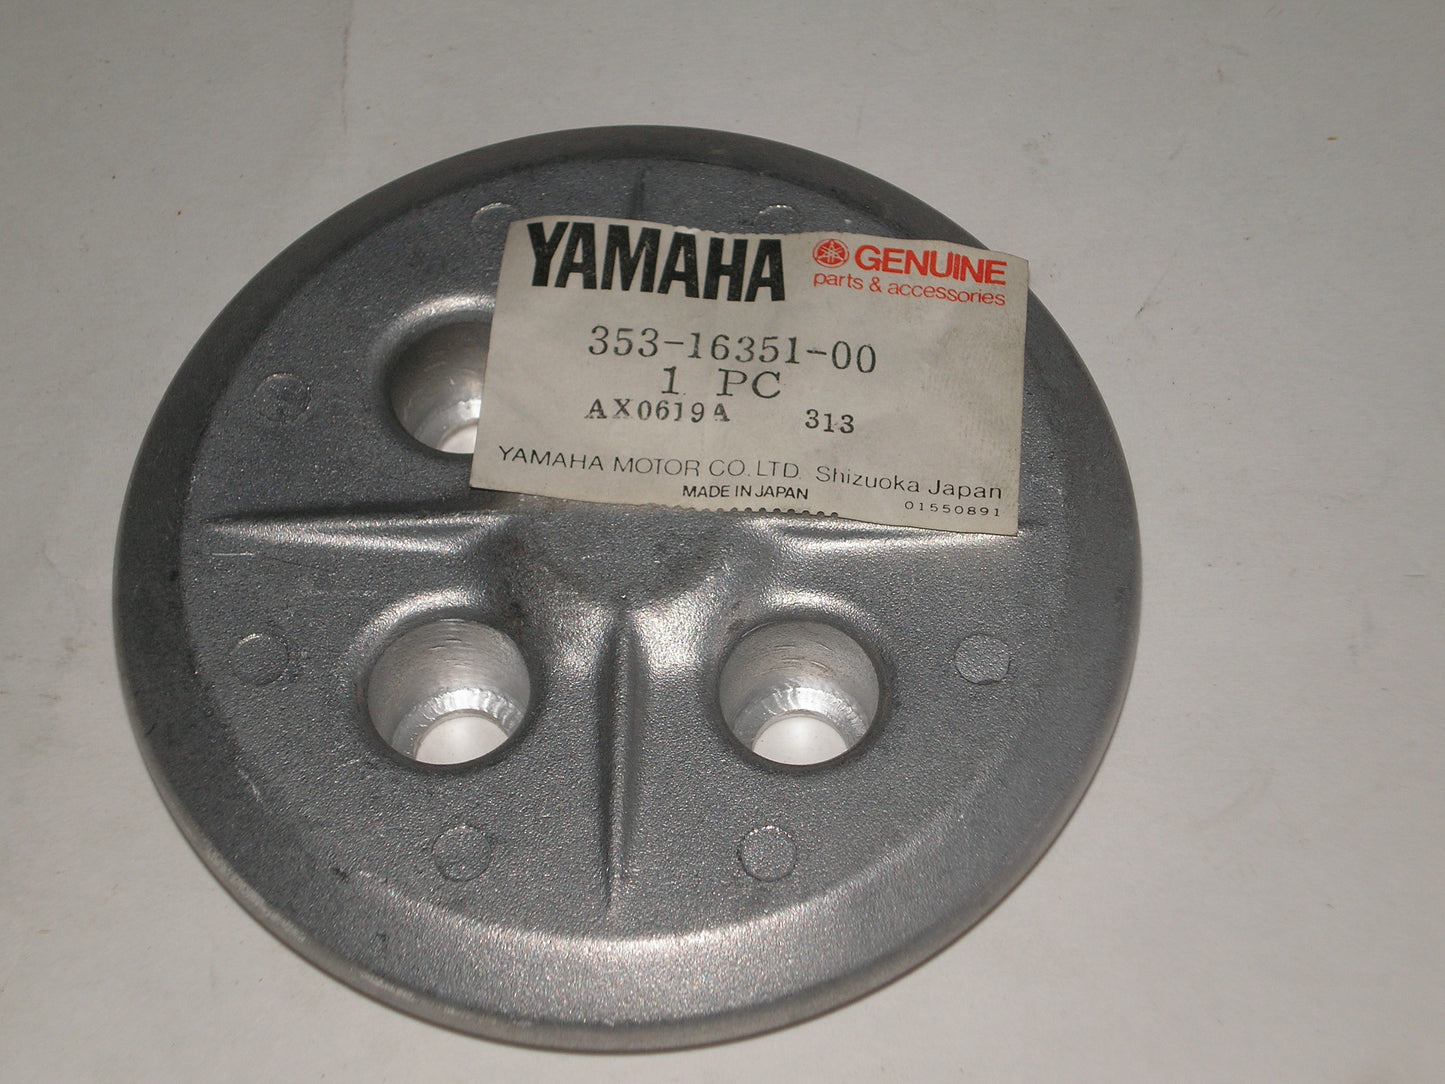 YAMAHA GENUINE
parts & accessories
353-16351-00
1 PC
AX0619A 313
YAMAHA MOTOR CO.LTD. Shizuoka Japan
MADE IN JAPAN
01550891